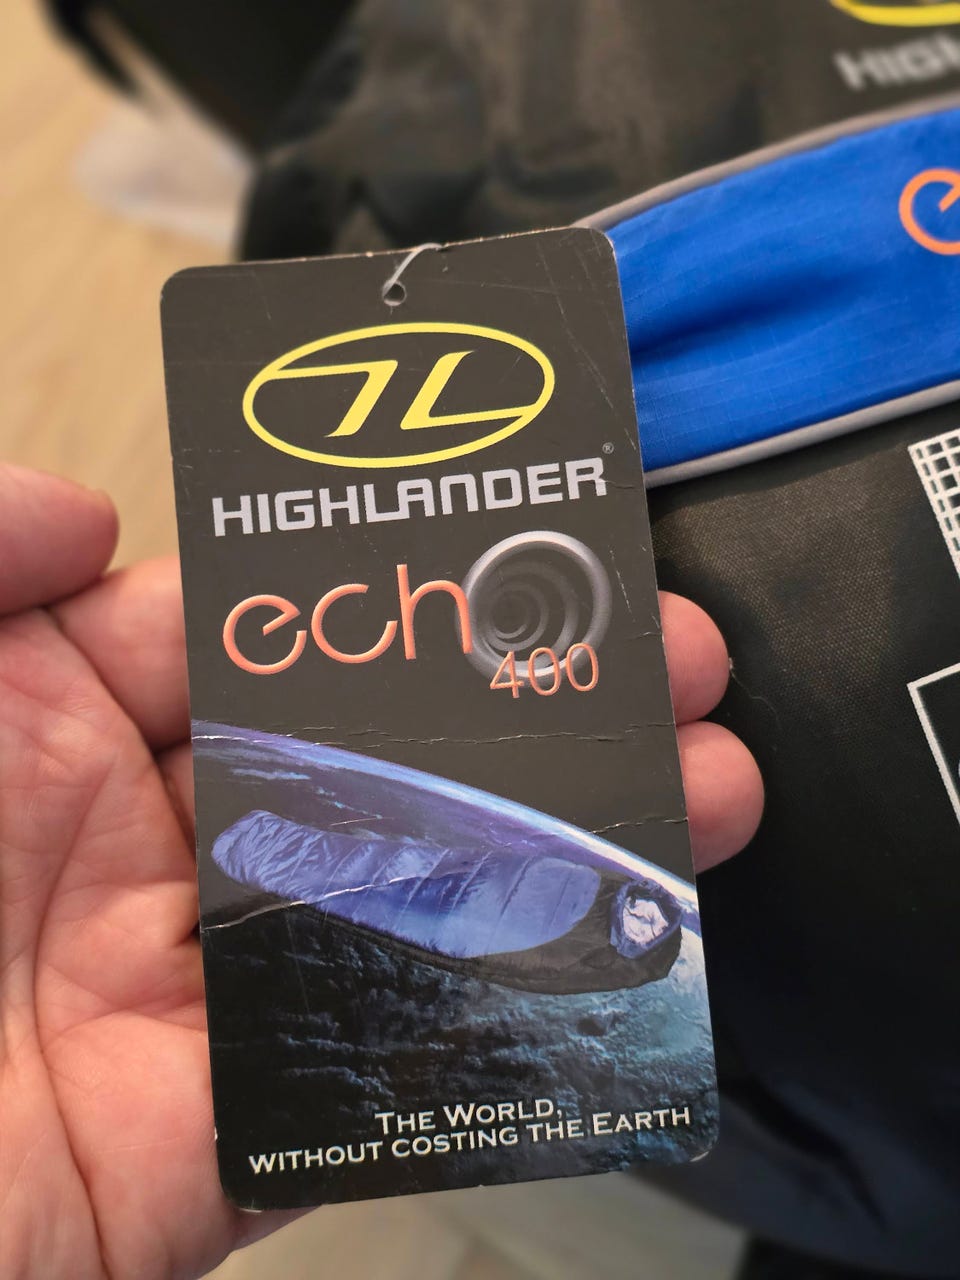 HIGHLANDER®
echo
400
THE WORLD,
WITHOUT COSTING THE EARTH